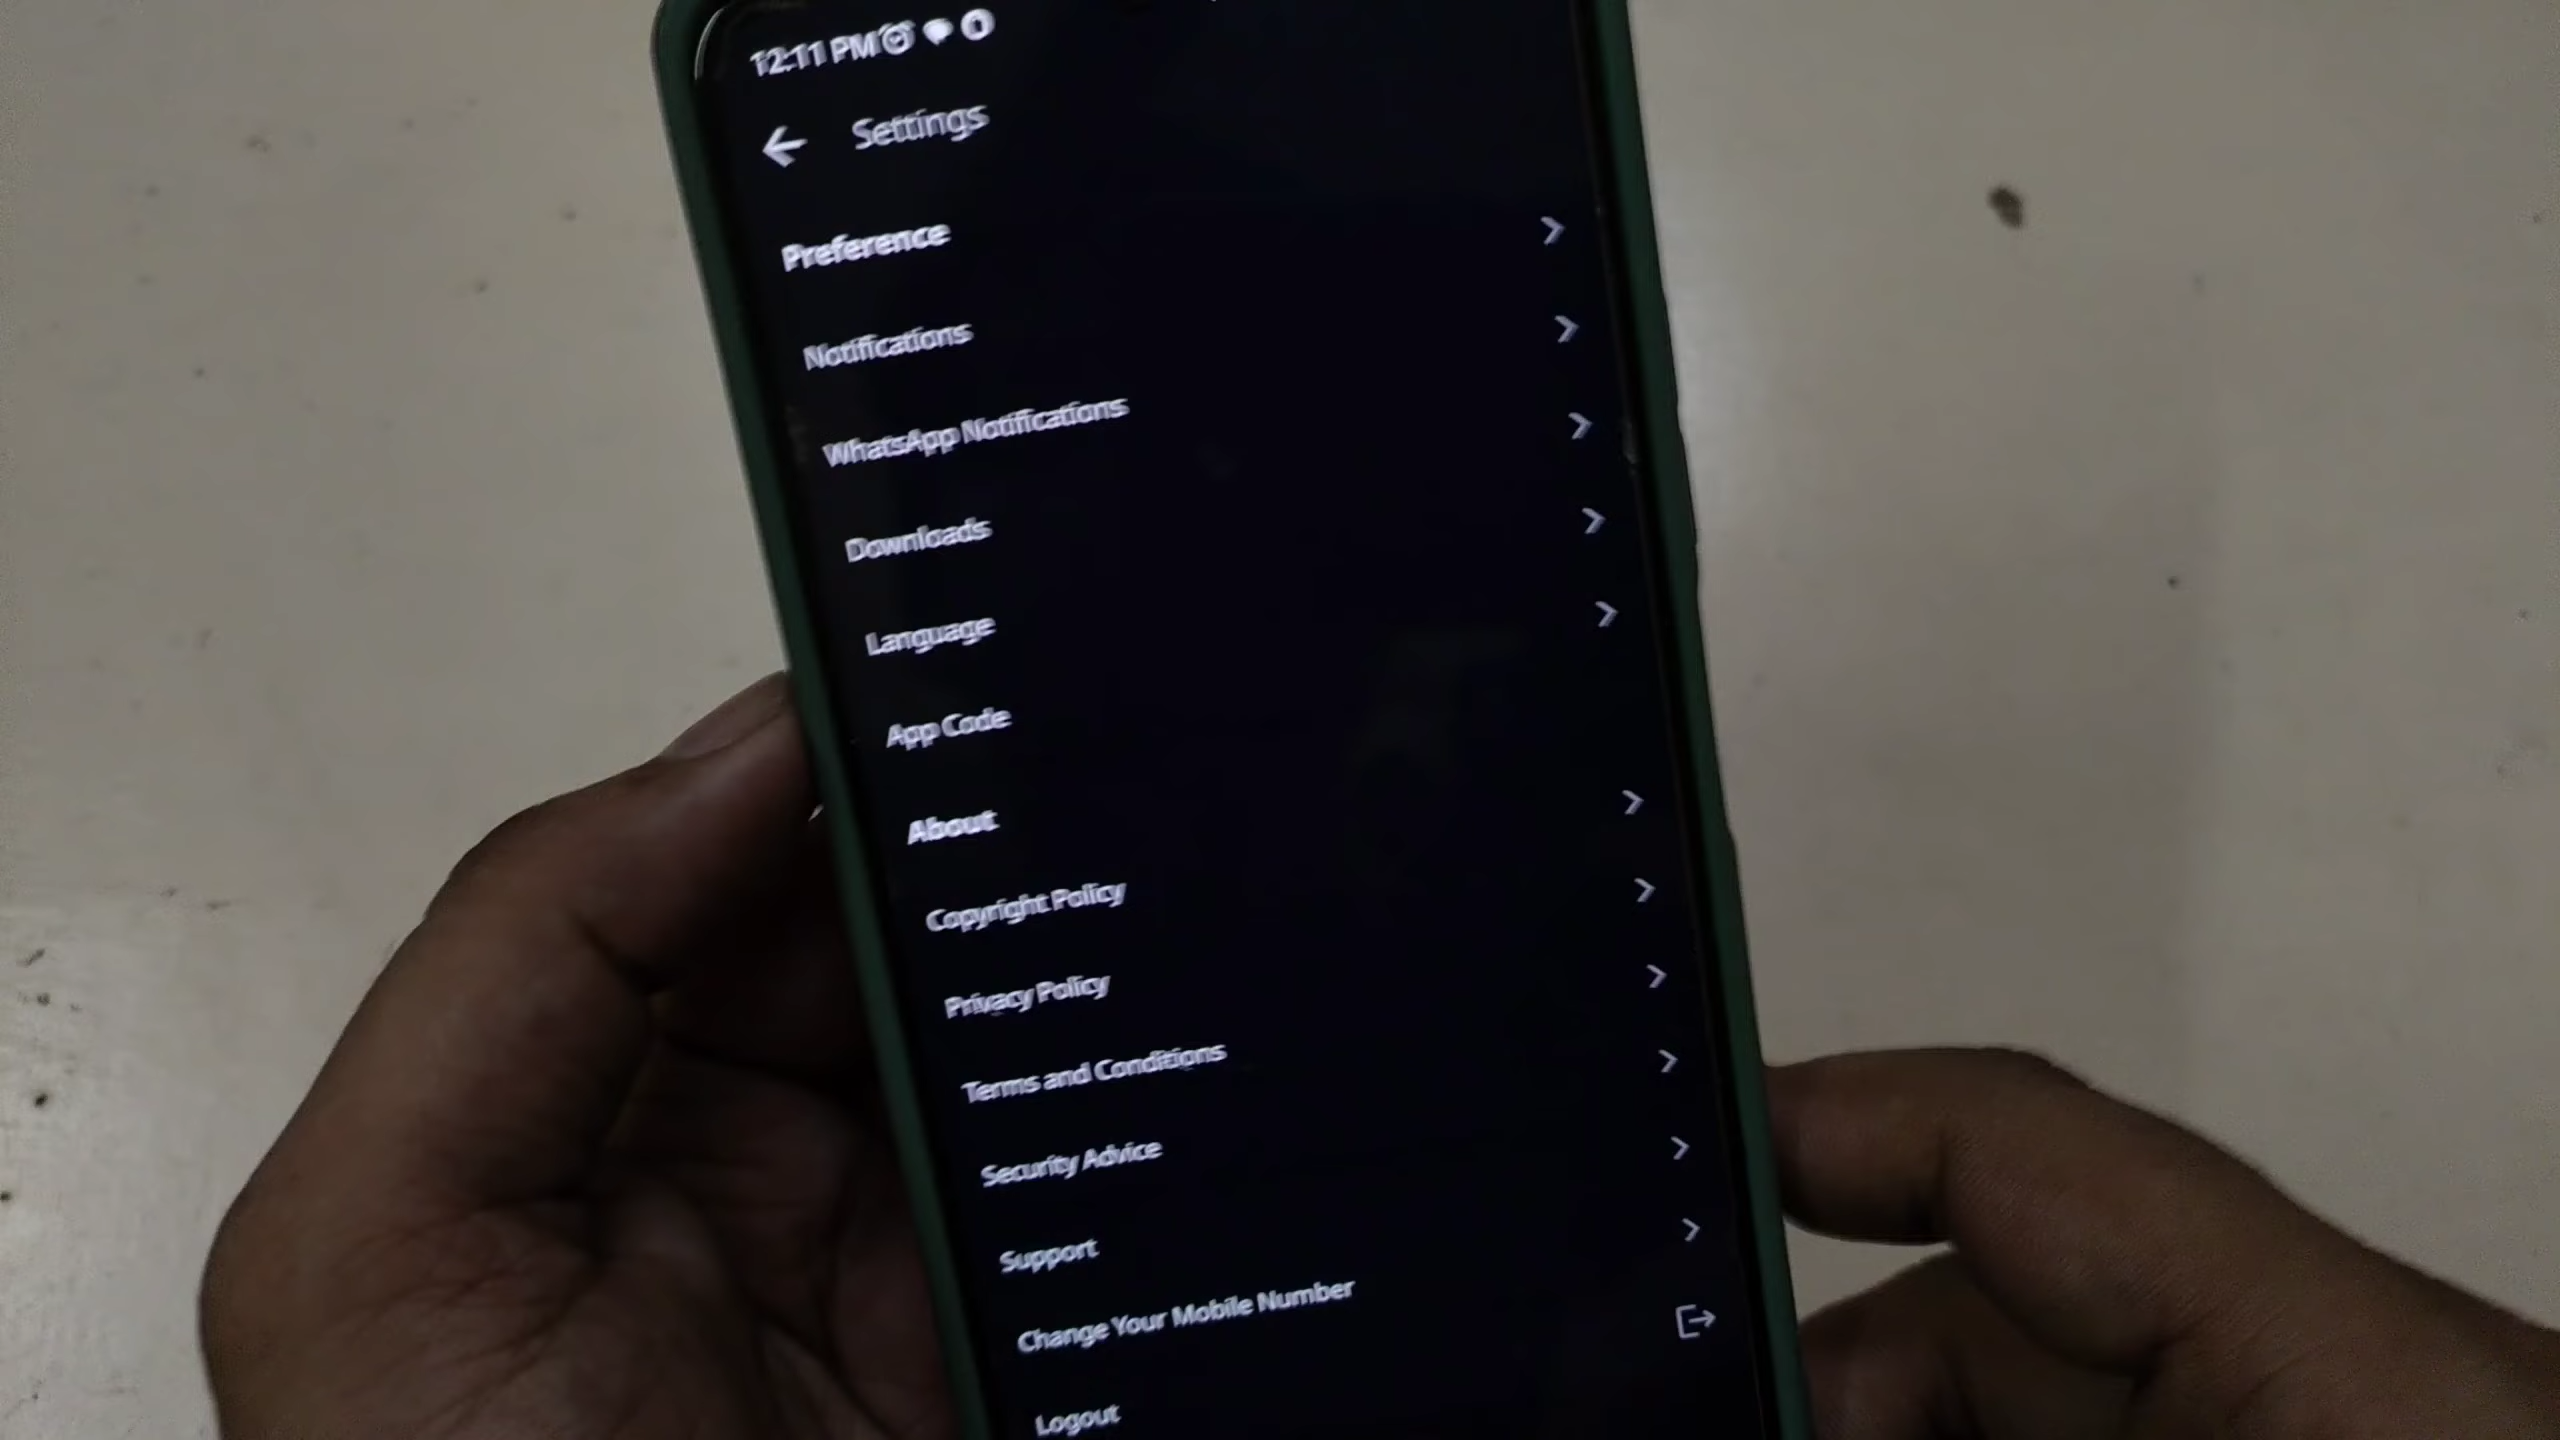 12:11 PM
Settings
Preference
Notifications
WhatsApp Notifications
Downloads
Language
App Code
About
Copyright Policy
Privacy Policy
Terms and Conditions
Security Advice
Support
Change Your Mobile Number
Logout